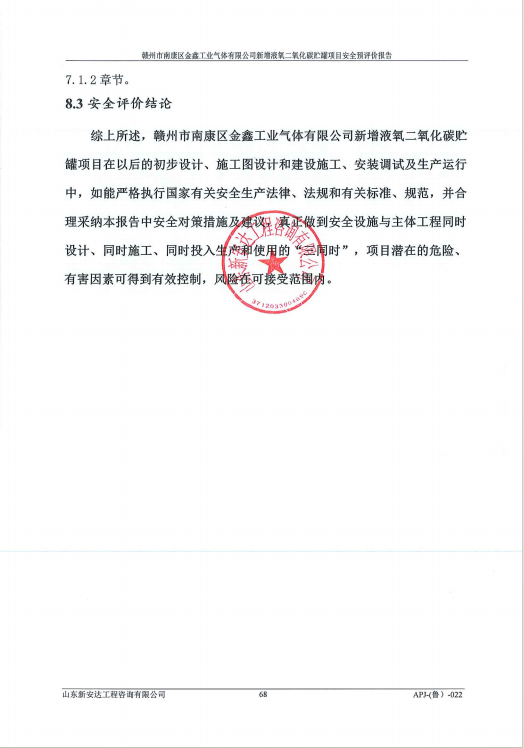 赣州市南康区金鑫工业气体有限公司新增液氧二氧化碳贮罐项目安全预评价报告
7.1.2 章节。
8.3 安全评价结论
综上所述，赣州市南康区金鑫工业气体有限公司新增液氧二氧化碳贮
罐项目在以后的初步设计、施工图设计和建设施工、安装调试及生产运行
中，如能严格执行国家有关安全生产法律、法规和有关标准、规范，并合
理采纳本报告中安全对策措施及建议，真正做到安全设施与主体工程同时
设计、同时施工、同时投入生产和使用的“三同时”，项目潜在的危险、
有害因素可得到有效控制，风险在可接受范围内。
山东新安达工程咨询有限公司
山东新安达工程咨询有限公司 68 APJ-(鲁）-022